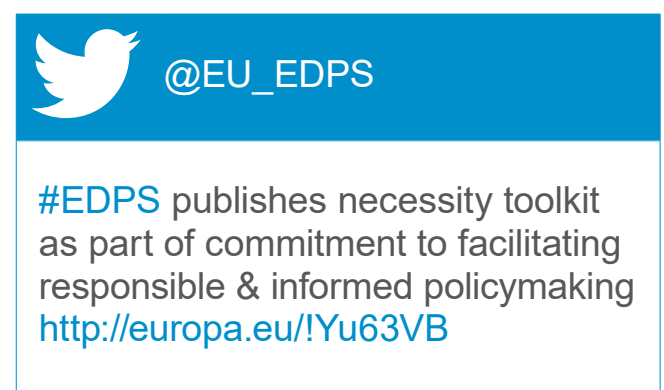 @EU_EDPS
#EDPS publishes necessity toolkit
as part of commitment to facilitating
responsible & informed policymaking
http://europa.eu/!Yu63VB